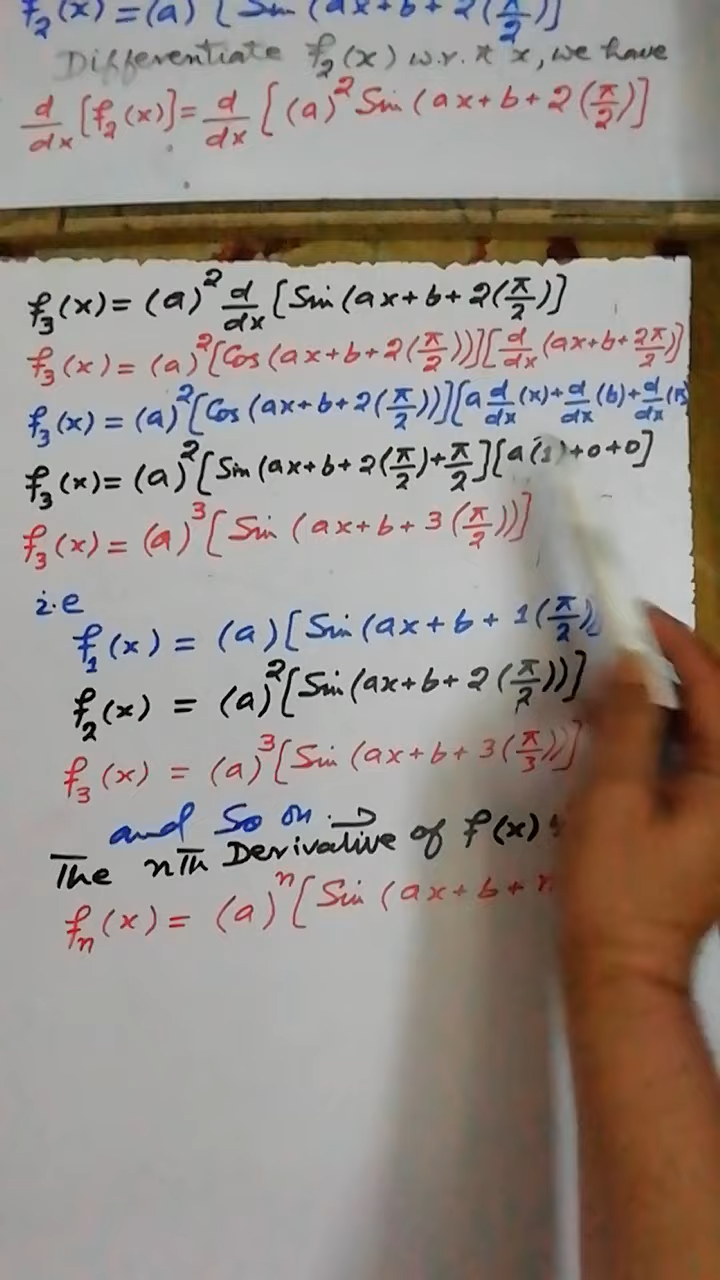 f₂(x) = (a) [Sin (ax+b+2(π/2)]
Differentiate f₂(x) w.r.t x, we have
d/dx [f₂(x)] = d/dx [(a)² Sin (ax+b+2(π/2)]
f₃(x) = (a)² d/dx [Sin (ax+b+2(π/2)]
f₃(x) = (a)² [Cos (ax+b+2(π/2))] [d/dx (ax+b+2π/2)]
f₃(x) = (a)² [Cos (ax+b+2(π/2))] [a d/dx (x) + d/dx (b) + d/dx (π
f₃(x) = (a)² [Sin (ax+b+2(π/2)+π/2] [a(1)+0+0]
f₃(x) = (a)³ [Sin (ax+b+3(π/2))]
i.e
f₁(x) = (a) [Sin (ax+b+1(π/2)
f₂(x) = (a)² [Sin (ax+b+2(π/2))]
f₃(x) = (a)³ [Sin (ax+b+3(π/3))]
and So on →
The nTh Derivative of f(x)
fₙ(x) = (a)ⁿ [Sin (ax+b+n